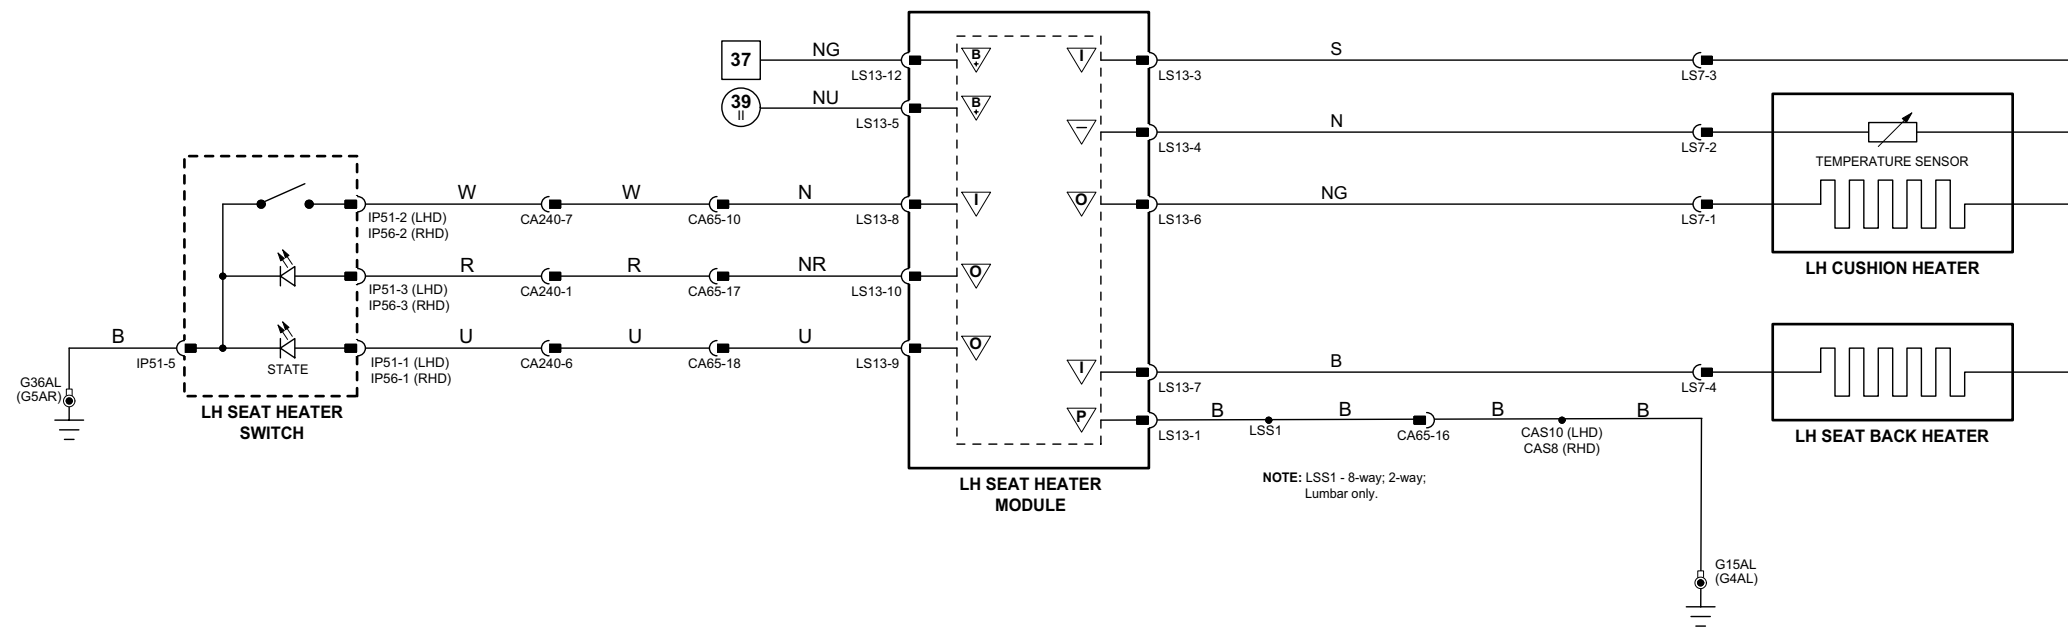 37
NG
LS13-12
B
+
39
II
NU
LS13-5
B
+
I
LS13-3
S
LS7-3
–
LS13-4
N
LS7-2
TEMPERATURE SENSOR
O
LS13-6
NG
LS7-1
LH CUSHION HEATER
W
W
N
IP51-2 (LHD)
IP56-2 (RHD)
CA240-7
CA65-10
LS13-8
I
R
R
NR
IP51-3 (LHD)
IP56-3 (RHD)
CA240-1
CA65-17
LS13-10
O
B
IP51-5
STATE
U
U
U
IP51-1 (LHD)
IP56-1 (RHD)
CA240-6
CA65-18
LS13-9
O
G36AL
(G5AR)
LH SEAT HEATER
SWITCH
I
LS13-7
B
LS7-4
LH SEAT BACK HEATER
P
LS13-1
B
LSS1
B
CA65-16
B
CAS10 (LHD)
CAS8 (RHD)
B
NOTE: LSS1 - 8-way; 2-way;
Lumbar only.
LH SEAT HEATER
MODULE
G15AL
(G4AL)